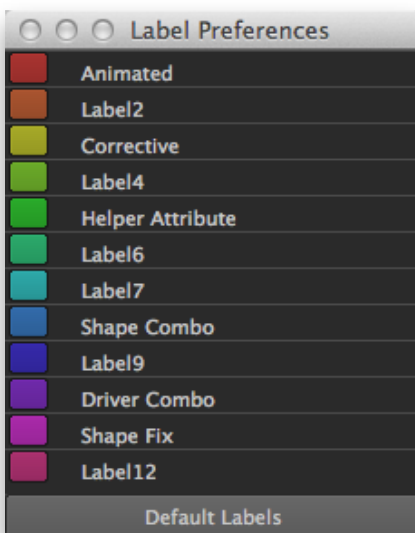 Label Preferences
Animated
Label2
Corrective
Label4
Helper Attribute
Label6
Label7
Shape Combo
Label9
Driver Combo
Shape Fix
Label12
Default Labels